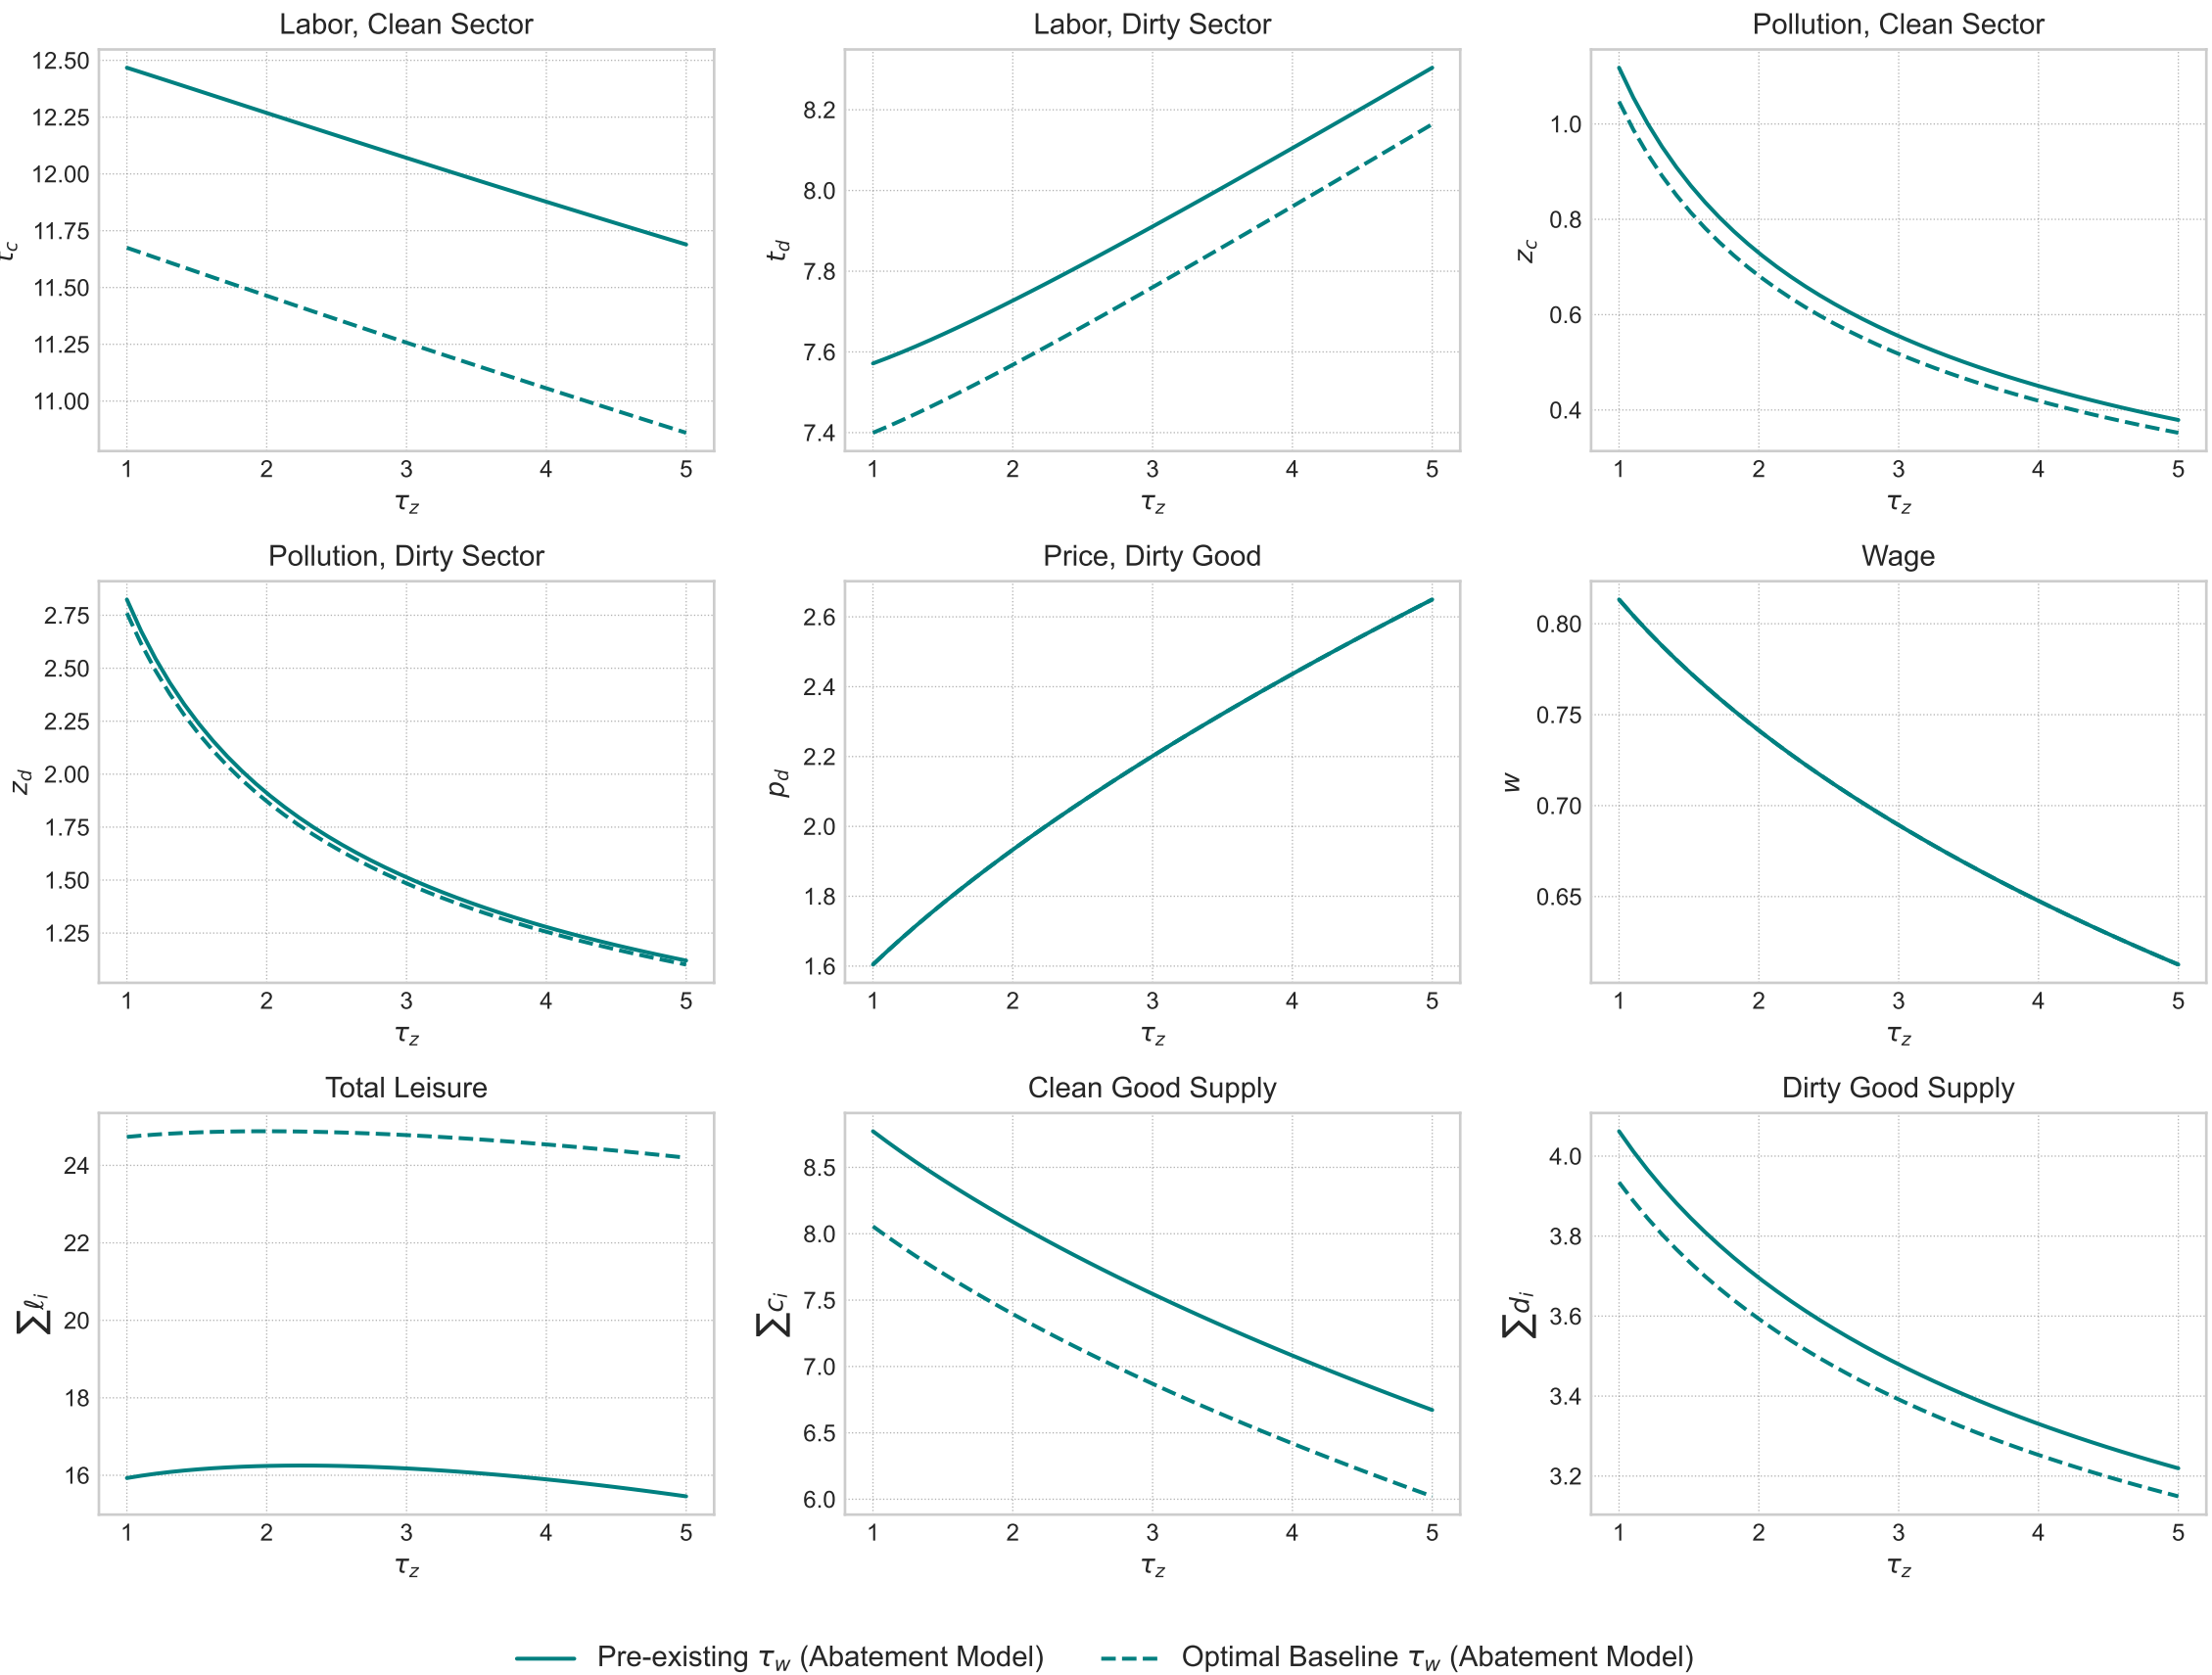 Labor, Clean Sector
Labor, Dirty Sector
Pollution, Clean Sector
12.50
12.25
12.00
11.75
11.50
11.25
11.00
t_c
1 2 3 4 5
τ_z
8.2
8.0
7.8
7.6
7.4
t_d
1 2 3 4 5
τ_z
1.0
0.8
0.6
0.4
z_c
1 2 3 4 5
τ_z
Pollution, Dirty Sector
Price, Dirty Good
Wage
2.75
2.50
2.25
2.00
1.75
1.50
1.25
z_d
1 2 3 4 5
τ_z
2.6
2.4
2.2
2.0
1.8
1.6
p_d
1 2 3 4 5
τ_z
0.80
0.75
0.70
0.65
w
1 2 3 4 5
τ_z
Total Leisure
Clean Good Supply
Dirty Good Supply
24
22
20
18
16
∑ℓ_i
1 2 3 4 5
τ_z
8.5
8.0
7.5
7.0
6.5
6.0
∑c_i
1 2 3 4 5
τ_z
4.0
3.8
3.6
3.4
3.2
∑d_i
1 2 3 4 5
τ_z
Pre-existing τ_w (Abatement Model)
Optimal Baseline τ_w (Abatement Model)